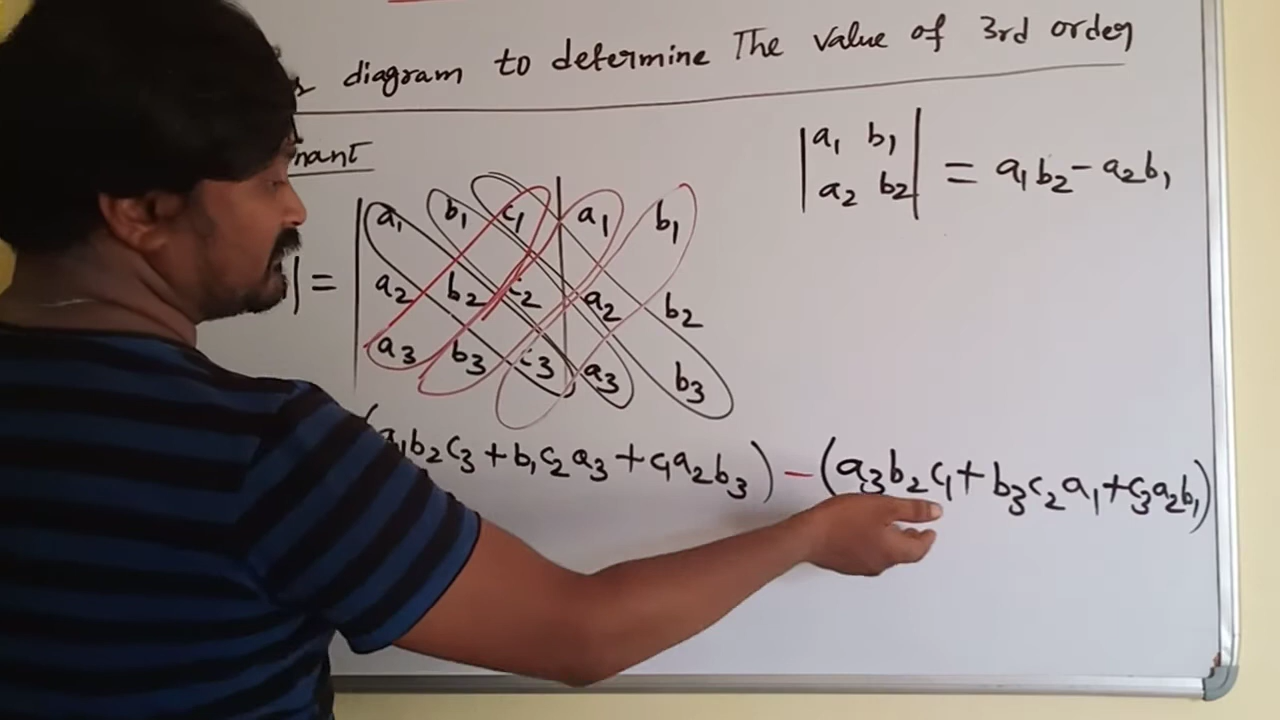 diagram to determine The value of 3rd order
nant
| a₁ b₁ |
| a₂ b₂ | = a₁b₂ - a₂b₁
| = | a₁ b₁ c₁ | a₁ b₁
a₂ b₂ c₂ | a₂ b₂
a₃ b₃ c₃ | a₃ b₃
(a₁b₂c₃ + b₁c₂a₃ + c₁a₂b₃) - (a₃b₂c₁ + b₃c₂a₁ + c₃a₂b₁)